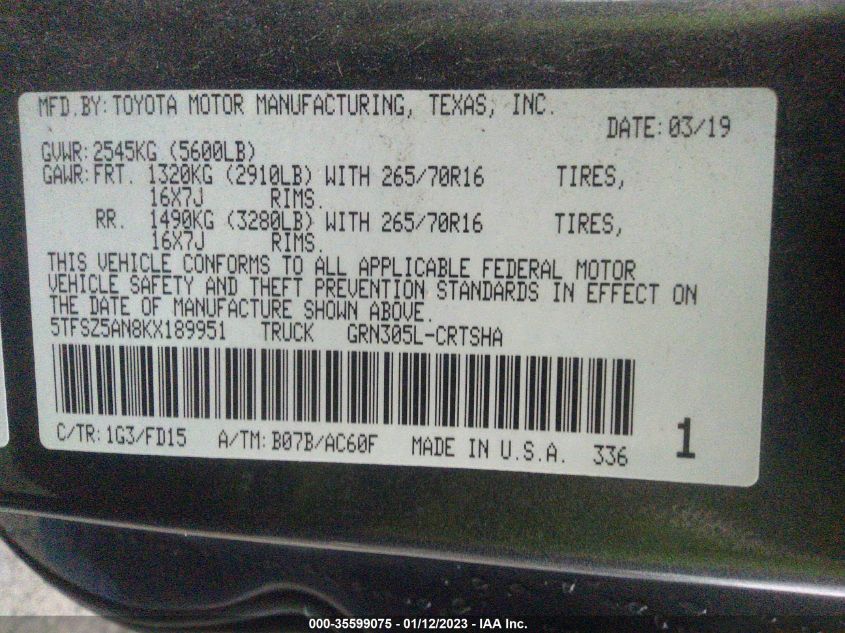 MFD.BY: TOYOTA MOTOR MANUFACTURING, TEXAS, INC.
DATE: 03/19
GVWR: 2545KG (5600LB)
GAWR: FRT. 1320KG (2910LB) WITH 265/70R16 TIRES,
16X7J RIMS.
RR. 1490KG (3280LB) WITH 265/70R16 TIRES,
16X7J RIMS.
THIS VEHICLE CONFORMS TO ALL APPLICABLE FEDERAL MOTOR
VEHICLE SAFETY AND THEFT PREVENTION STANDARDS IN EFFECT ON
THE DATE OF MANUFACTURE SHOWN ABOVE.
5TFSZ5AN8KX189951 TRUCK GRN305L-CRTSHA
C/TR: 1G3/FD15 A/TM: B07B/AC60F MADE IN U.S.A. 336 1
000-35599075 - 01/12/2023 - IAA Inc.